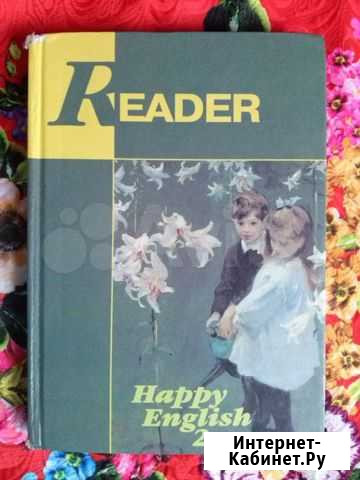 READER
Happy
English
2
Интернет-
Кабинет.Ру